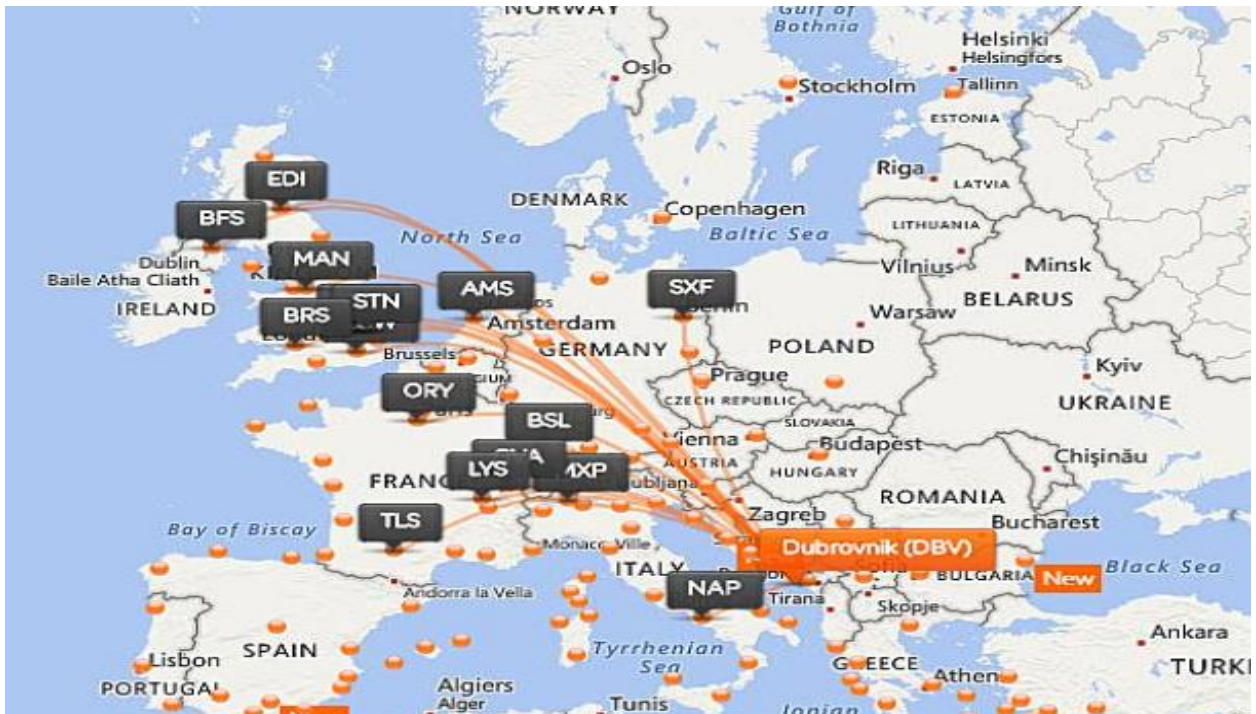 NORWAY
Gulf of
Bothnia
Helsinki
Helsingfors
Oslo
Stockholm
Tallinn
ESTONIA
EDI
Riga
LATVIA
DENMARK
BFS
Copenhagen
LITHUANIA
North Sea
Baltic Sea
MAN
Dublin
Baile Atha Cliath
Vilnius
Minsk
AMS
SXF
IRELAND
STN
BRS
BELARUS
Amsterdam
Warsaw
Brussels
GERMANY
POLAND
Kyiv
Prague
ORY
CZECH REPUBLIC
UKRAINE
BSL
SLOVAKIA
Vienna
Budapest
AUSTRIA
Chișinău
LYS
MXP
HUNGARY
ROMANIA
TLS
Zagreb
Bucharest
Bay of Biscay
Dubrovnik (DBV)
ITALY
Sofia
BULGARIA
New
Black Sea
NAP
Andorra la Vella
Tirana
Skopje
SPAIN
Tyrrhenian
Sea
Ankara
Lisbon
GREECE
PORTUGAL
Athen
TURK
Algiers
Alger
Tunis
Ionian